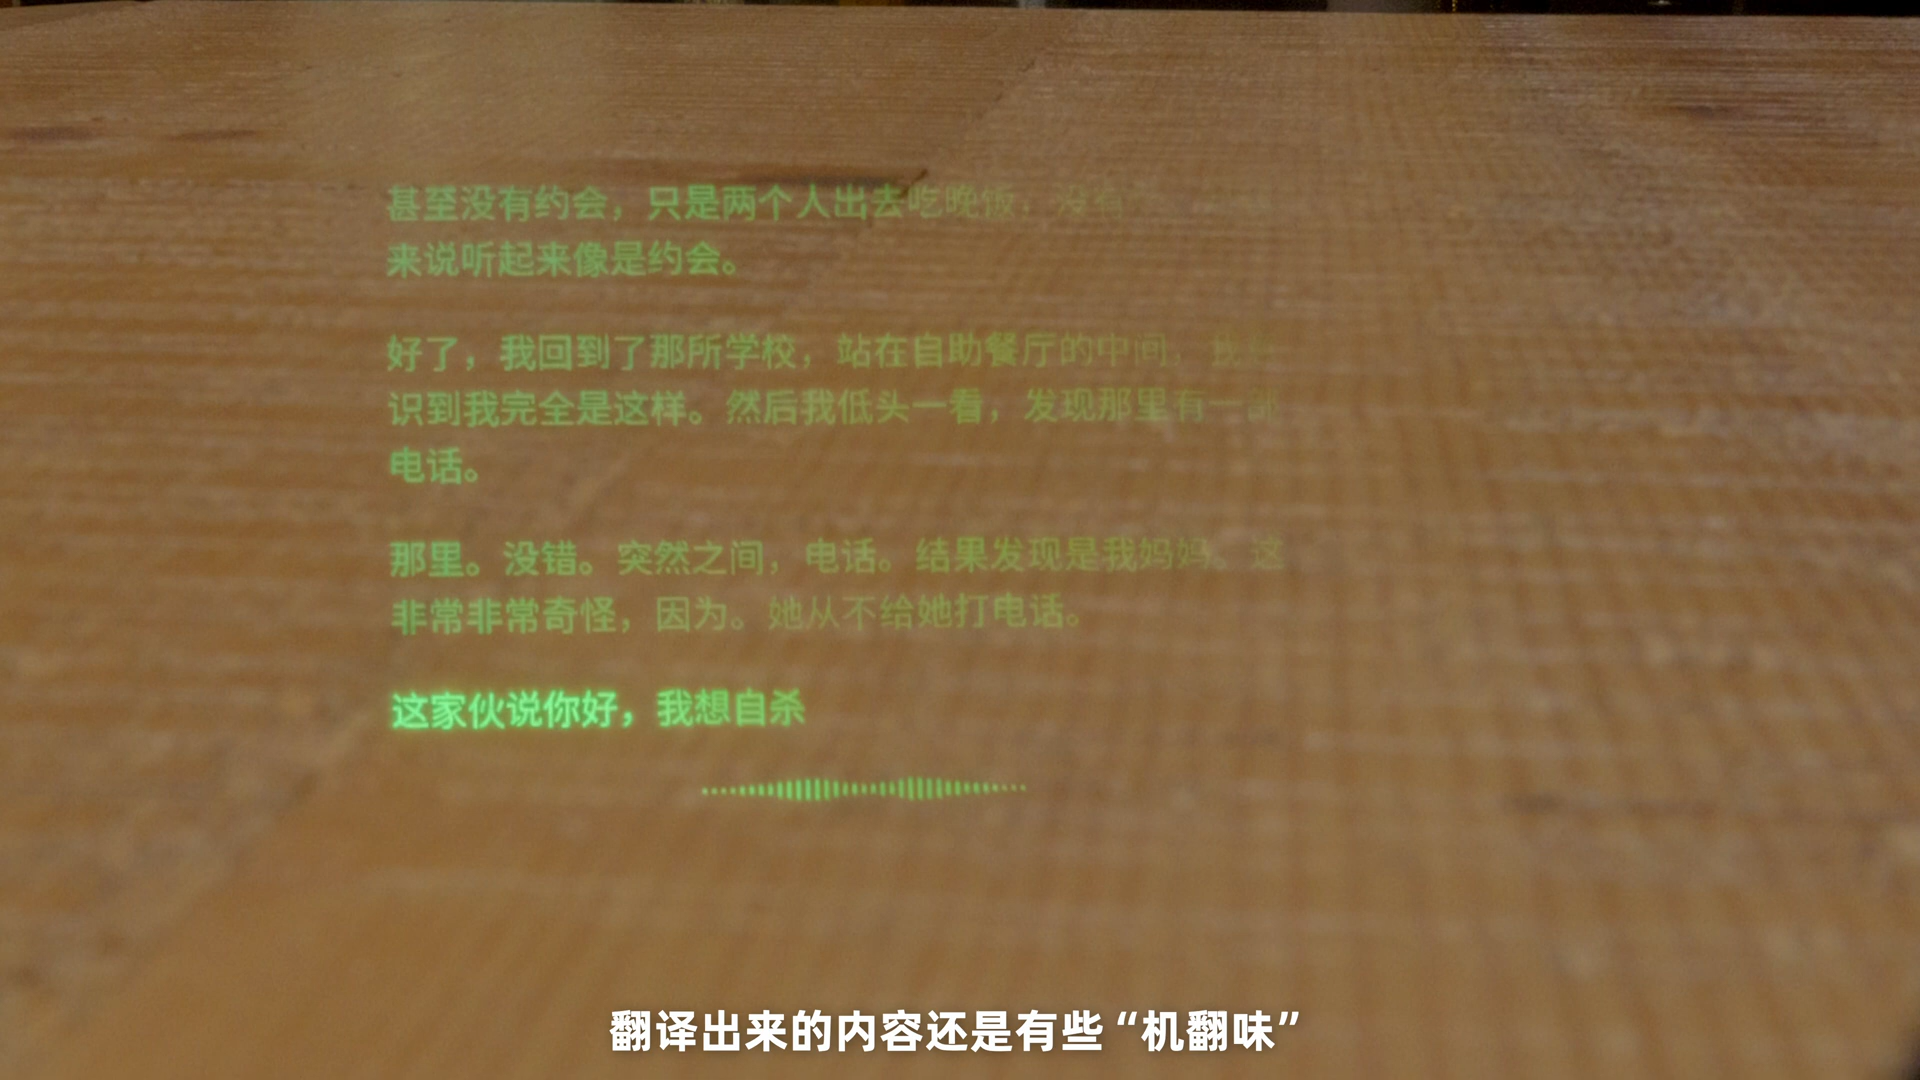 甚至没有约会，只是两个人出去吃晚饭，没有
来说听起来像是约会。
好了，我回到了那所学校，站在自助餐厅的中间，我
识到我完全是这样。然后我低头一看，发现那里有一部
电话。
那里。没错。突然之间，电话。结果发现是我妈妈。这
非常非常奇怪，因为。她从不给她打电话。
这家伙说你好，我想自杀
翻译出来的内容还是有些“机翻味”